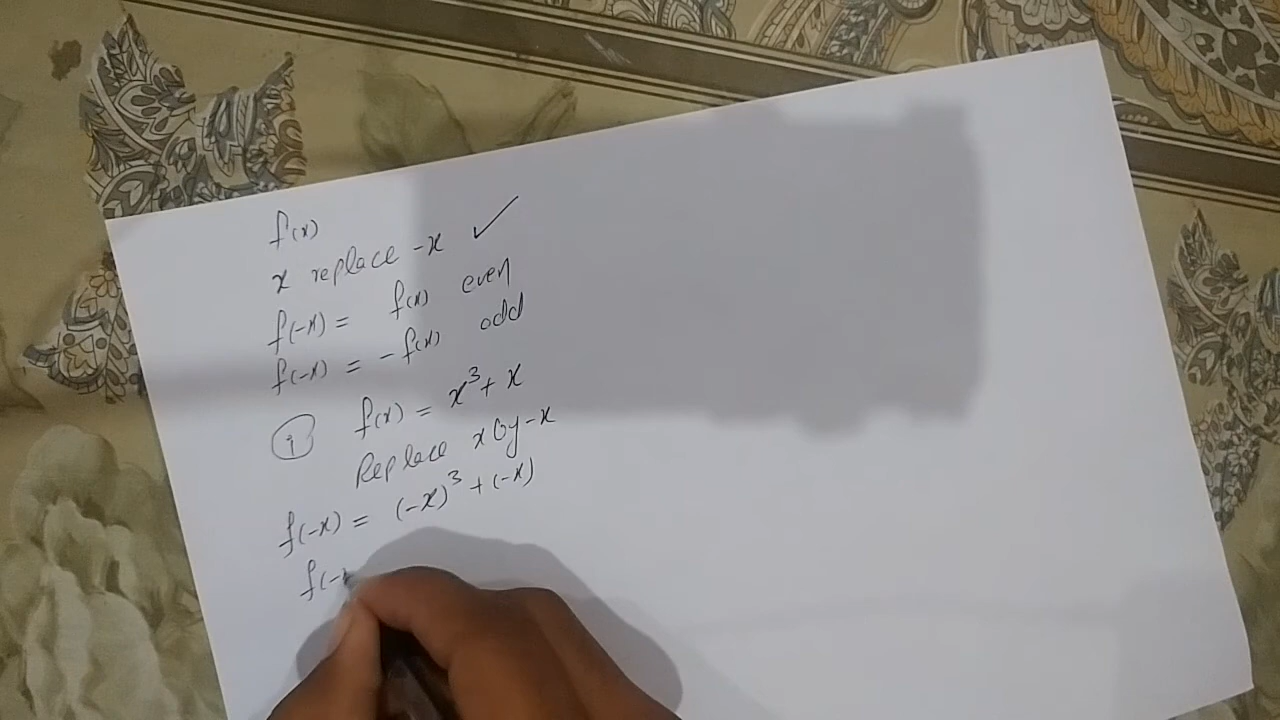 f(x)
x replace -x ✓
f(-x) = f(x) even
f(-x) = -f(x) odd
i f(x) = x³ + x
Replace x by -x
f(-x) = (-x)³ + (-x)
f(-x